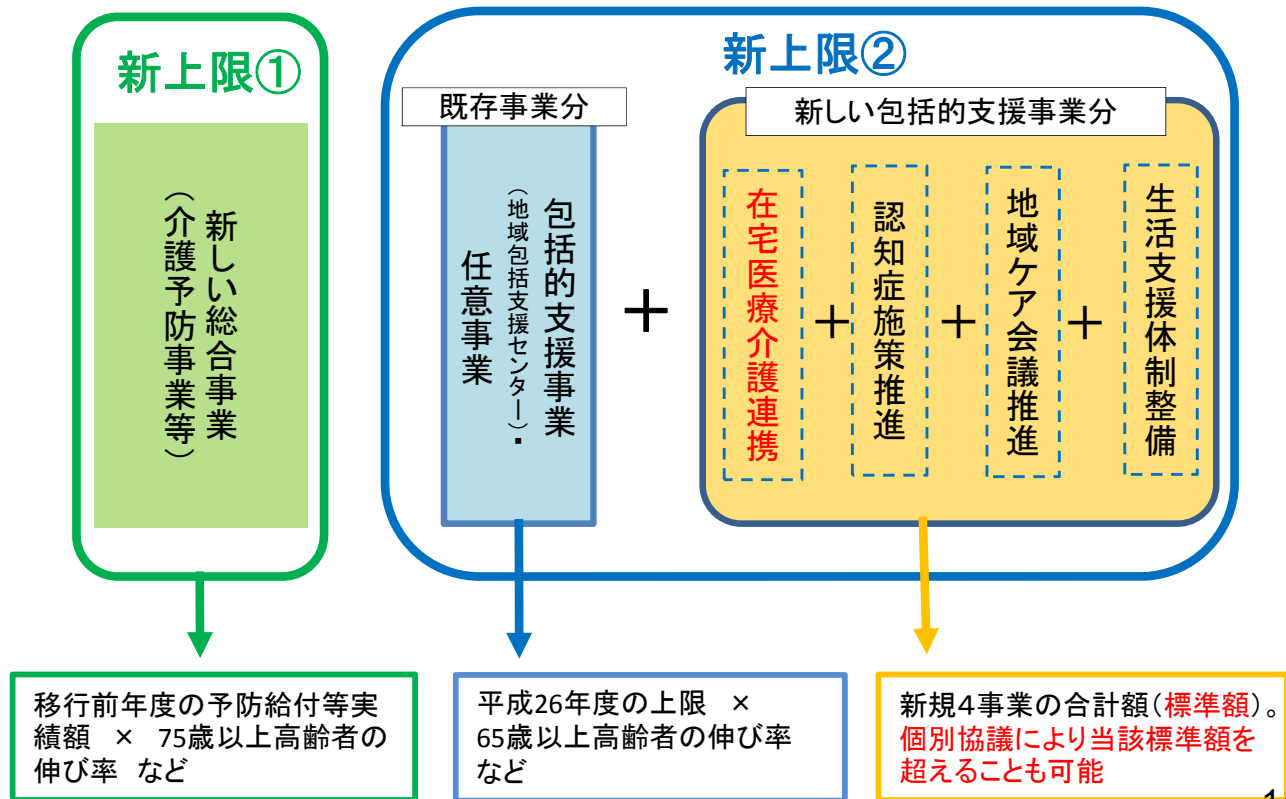 新上限①
新しい総合事業
（介護予防事業等）
新上限②
既存事業分
包括的支援事業
（地域包括支援センター）・
任意事業
＋
新しい包括的支援事業分
在宅医療介護連携
＋
認知症施策推進
＋
地域ケア会議推進
＋
生活支援体制整備
移行前年度の予防給付等実
績額 × 75歳以上高齢者の
伸び率 など
平成26年度の上限 ×
65歳以上高齢者の伸び率
など
新規4事業の合計額（標準額）。
個別協議により当該標準額を
超えることも可能
1